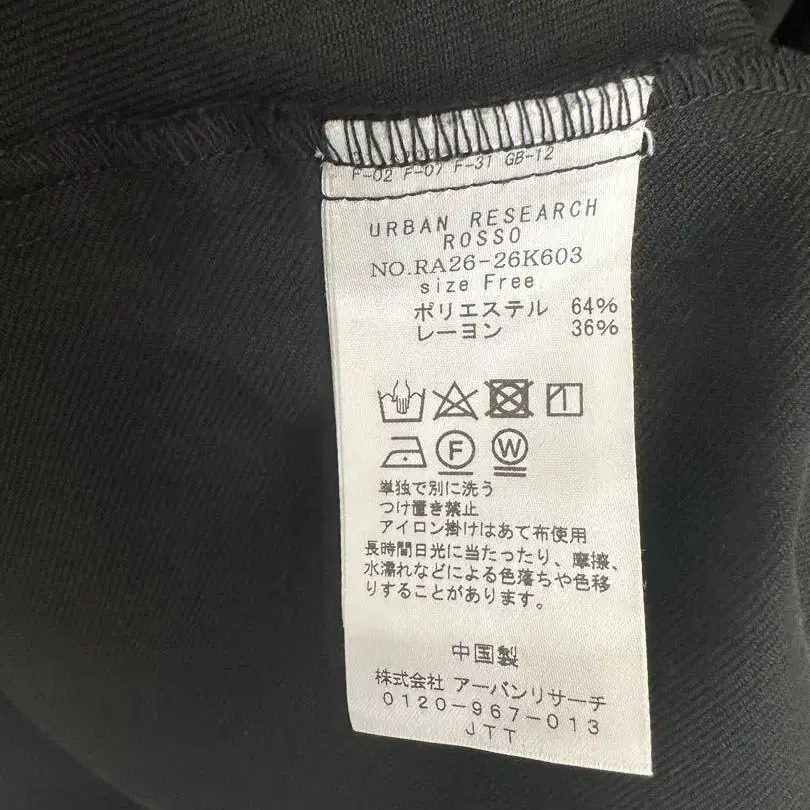 F-02 F-07 F-31 GB-12
URBAN RESEARCH
ROSSO
NO.RA26-26K603
size Free
ポリエステル 64%
レーヨン 36%
F W
単独で別に洗う
つけ置き禁止
アイロン掛けはあて布使用
長時間日光に当たったり、摩擦、
水濡れなどによる色落ちや色移
りすることがあります。
中国製
株式会社 アーバンリサーチ
0120-967-013
JTT